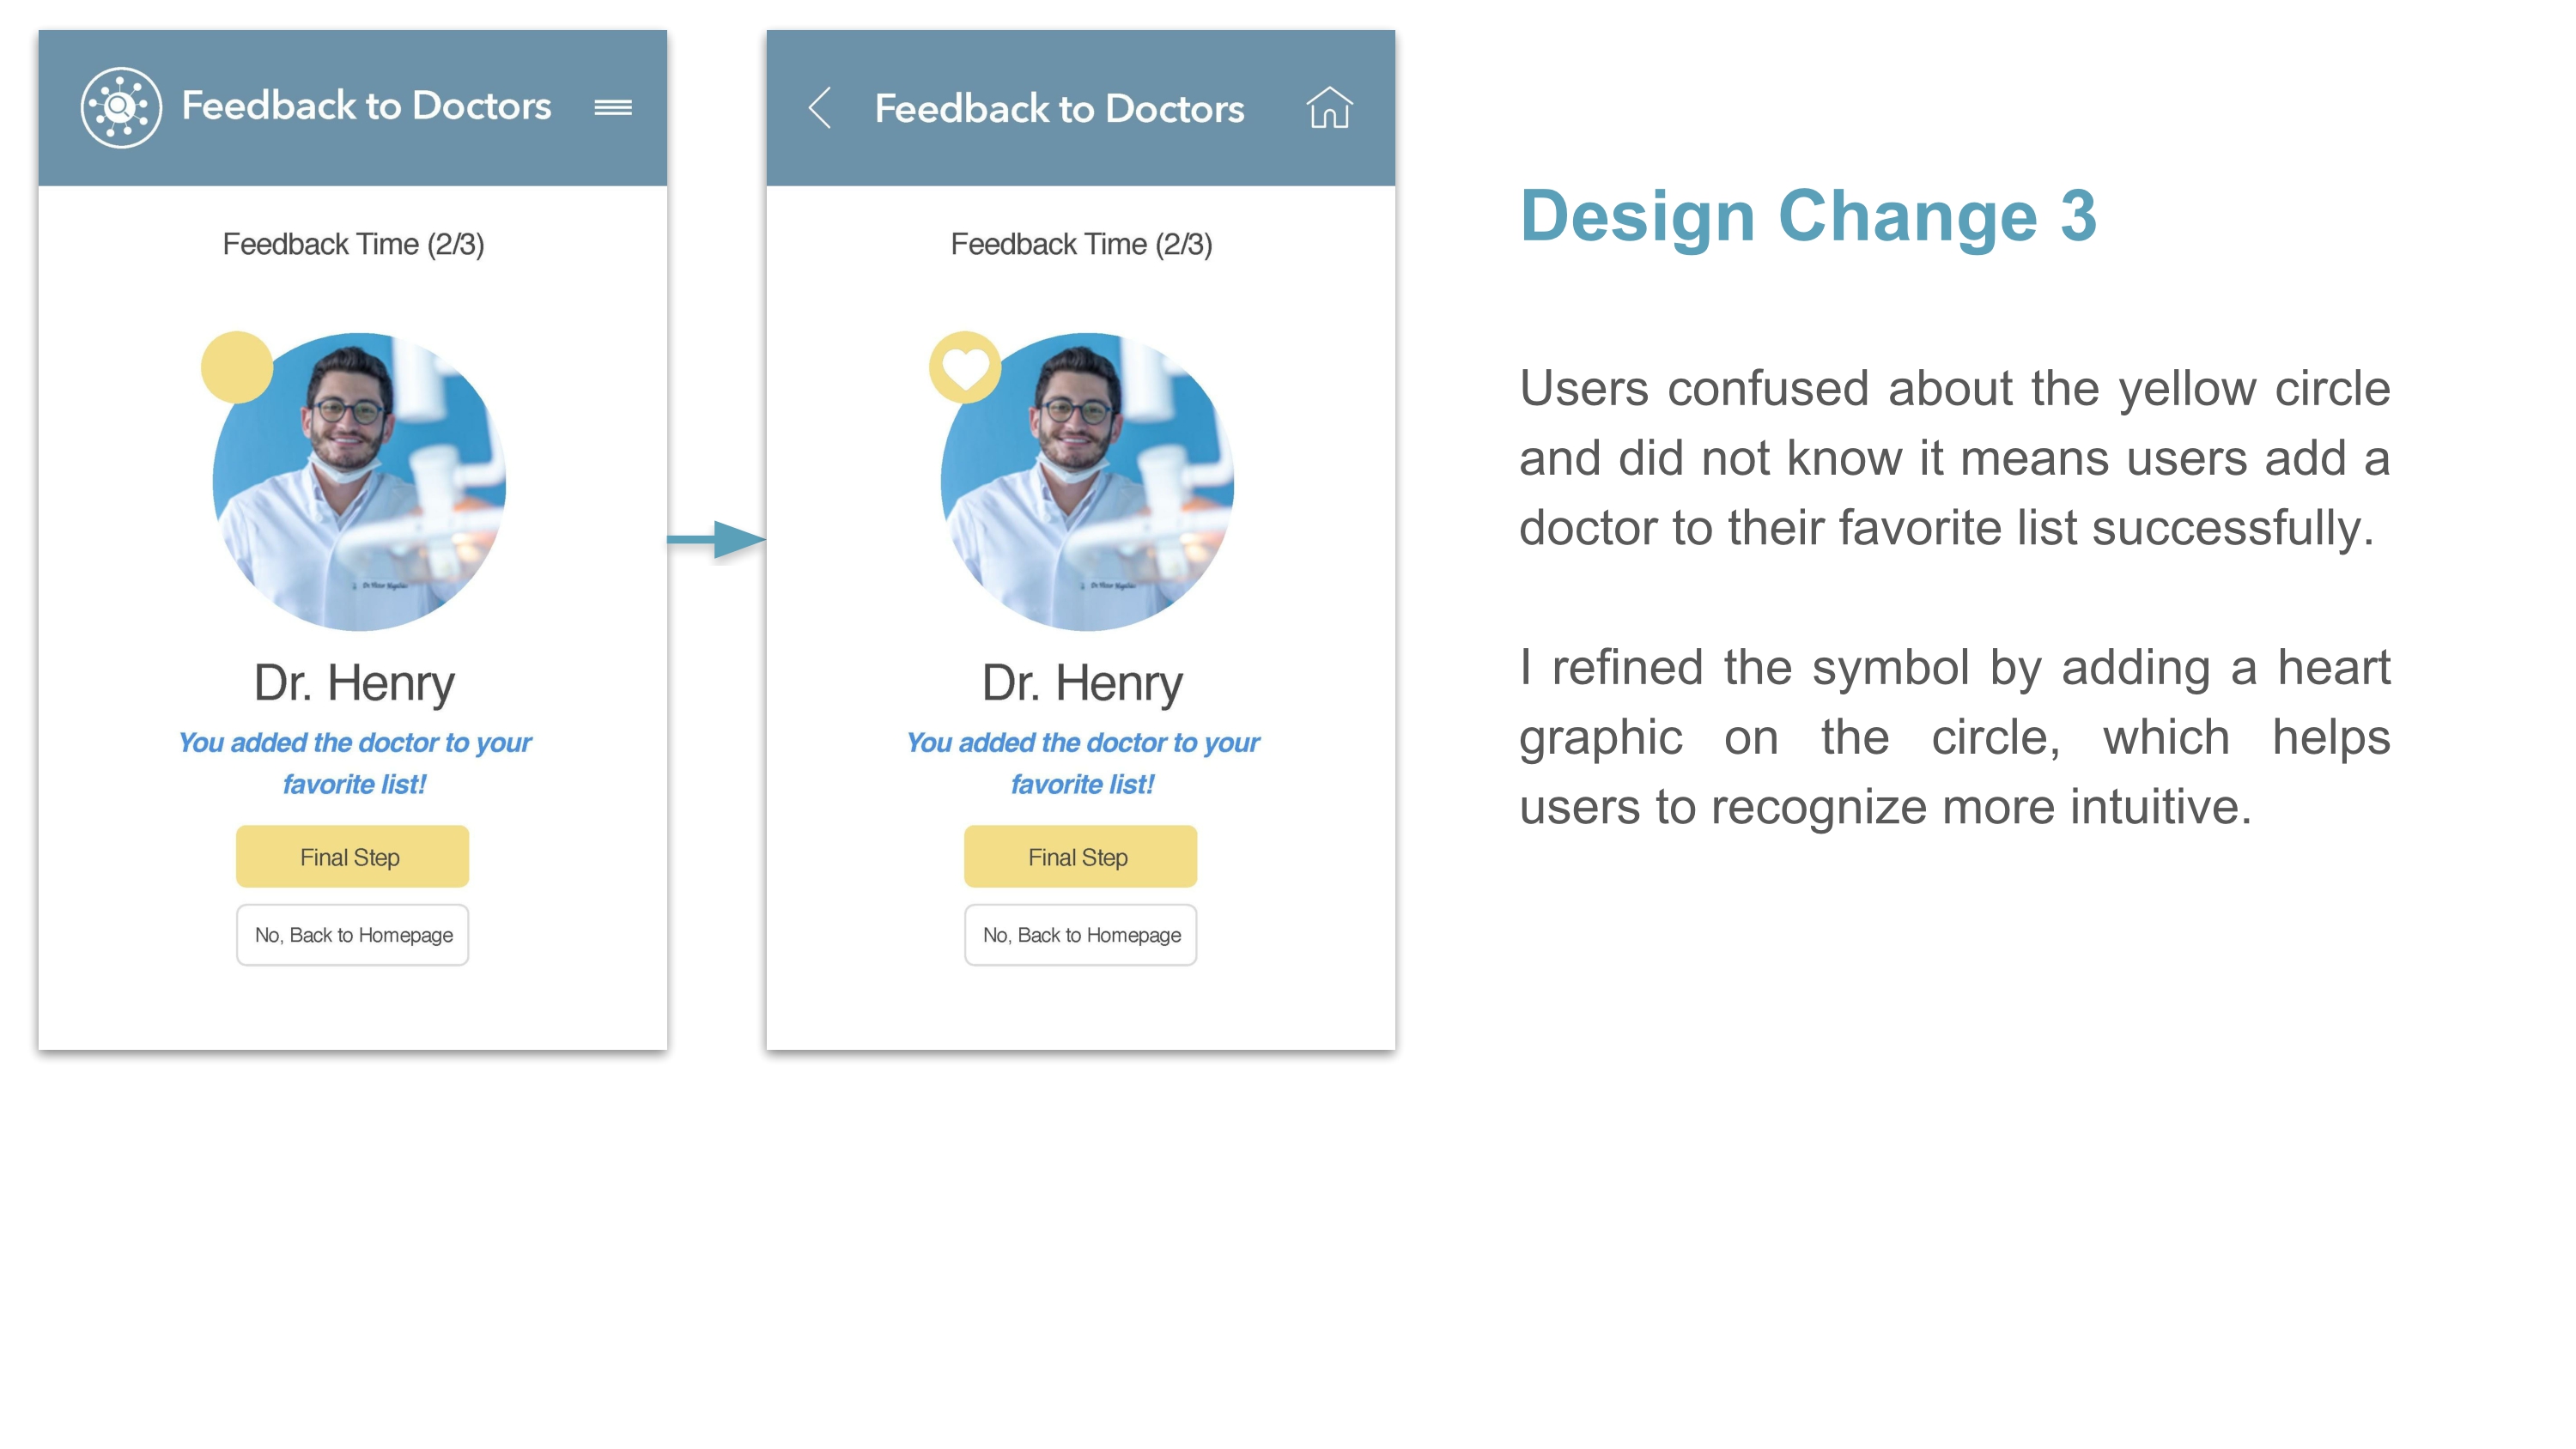 Feedback to Doctors
Feedback Time (2/3)
Dr. Henry
You added the doctor to your
favorite list!
Final Step
No, Back to Homepage
Feedback to Doctors
Feedback Time (2/3)
Dr. Henry
You added the doctor to your
favorite list!
Final Step
No, Back to Homepage
Design Change 3
Users confused about the yellow circle
and did not know it means users add a
doctor to their favorite list successfully.
I refined the symbol by adding a heart
graphic on the circle, which helps
users to recognize more intuitive.